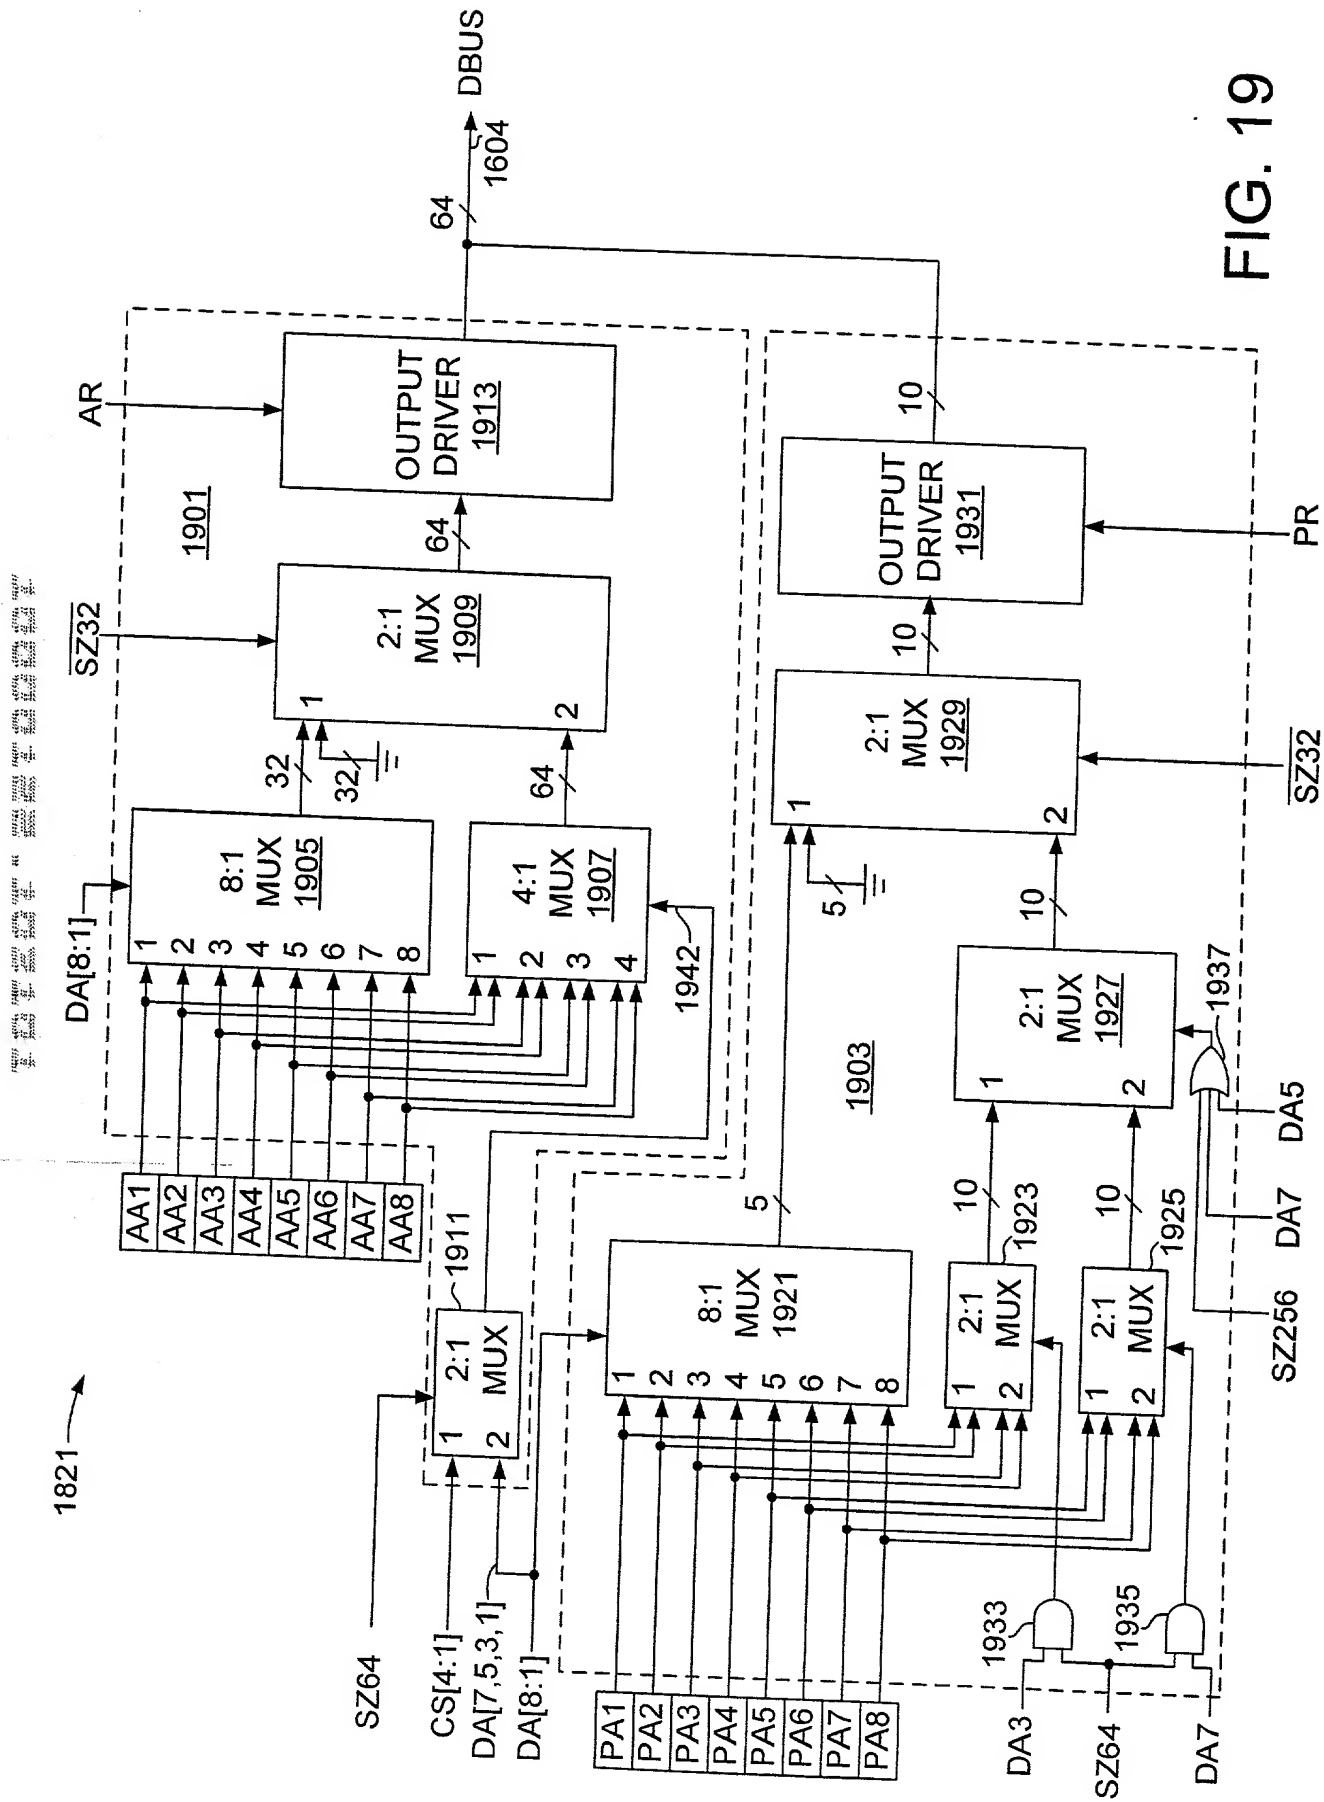 1821
DBUS
1604
64
AR
1901
OUTPUT
DRIVER
1913
64
SZ32
2:1
MUX
1909
1
2
32
32
64
DA[8:1]
8:1
MUX
1905
1
2
3
4
5
6
7
8
4:1
MUX
1907
1
2
3
4
1942
AA1
AA2
AA3
AA4
AA5
AA6
AA7
AA8
1911
2:1
MUX
1
2
SZ64
CS[4:1]
DA[7,5,3,1]
DA[8:1]
1903
8:1
MUX
1921
1
2
3
4
5
6
7
8
5
PA1
PA2
PA3
PA4
PA5
PA6
PA7
PA8
2:1
MUX
1
2
1923
10
2:1
MUX
1
2
1925
10
2:1
MUX
1927
1
2
10
1937
5
2:1
MUX
1929
1
2
SZ32
10
OUTPUT
DRIVER
1931
10
PR
1933
1935
DA3
SZ64
DA7
SZ256
DA7
DA5
FIG. 19